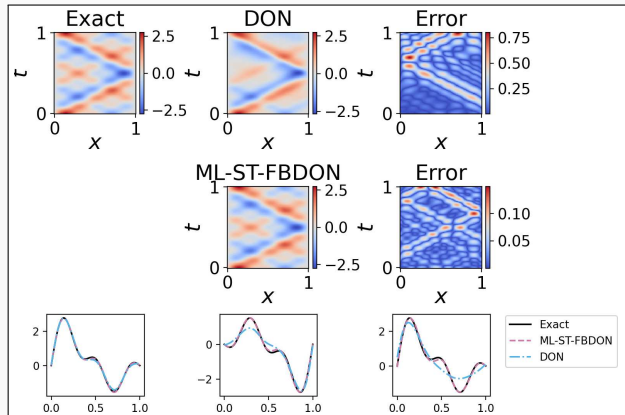 Exact DON Error
1 1 1
t t t
2.5 2.5 0.75
0.0 0.0 0.50
−2.5 −2.5 0.25
0 0 0
0 1 0 1 0 1
x x x
ML-ST-FBDON Error
1 1
t t
2.5 0.10
0.0 0.05
−2.5
0 0
0 1 0 1
x x
2 2 2
0 0 0
−2
0.0 0.5 1.0 0.0 0.5 1.0 0.0 0.5 1.0
Exact
ML-ST-FBDON
DON